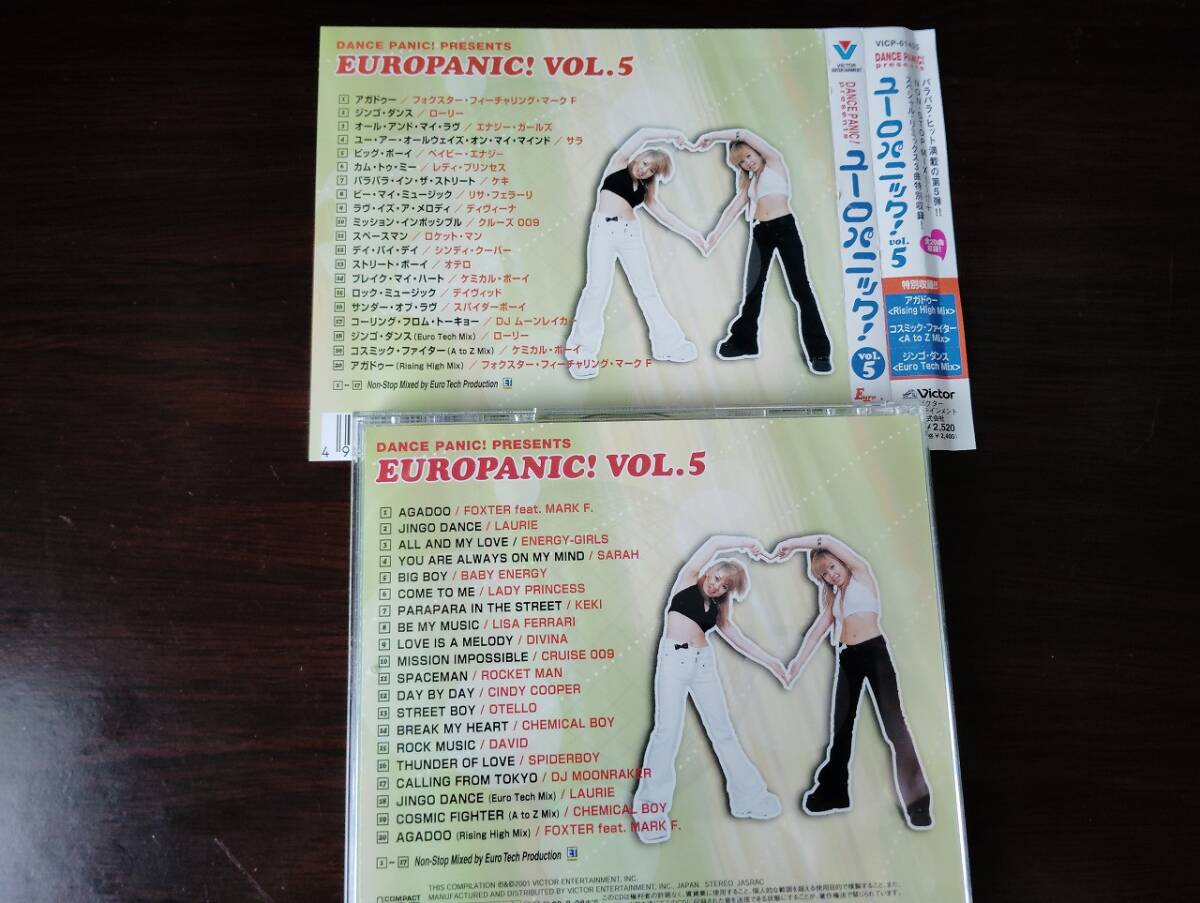 DANCE PANIC! PRESENTS
EUROPANIC! VOL.5
1 アガドゥー / フォクスター・フィーチャリング・マーク F
2 ジンゴ・ダンス / ローリー
3 オール・アンド・マイ・ラヴ / エナジー・ガールズ
4 ユー・アー・オールウェイズ・オン・マイ・マインド / サラ
5 ビッグ・ボーイ / ベイビー・エナジー
6 カム・トゥ・ミー / レディ・プリンセス
7 パラパラ・イン・ザ・ストリート / ケキ
8 ビー・マイ・ミュージック / リサ・フェラーリ
9 ラヴ・イズ・ア・メロディ / ディヴィーナ
10 ミッション・インポッシブル / クルーズ 009
11 スペースマン / ロケット・マン
12 デイ・バイ・デイ / シンディ・クーパー
13 ストリート・ボーイ / オテロ
14 ブレイク・マイ・ハート / ケミカル・ボーイ
15 ロック・ミュージック / デイヴィッド
16 サンダー・オブ・ラヴ / スパイダーボーイ
17 コーリング・フロム・トーキョー / DJ ムーンレイカー
18 ジンゴ・ダンス (Euro Tech Mix) / ローリー
19 コスミック・ファイター (A to Z Mix) / ケミカル・ボーイ
20 アガドゥー (Rising High Mix) / フォクスター・フィーチャリング・マーク F
1 – 17 Non-Stop Mixed by Euro Tech Production
4 9
VICTOR
ENTERTAINMENT
DANCE PANIC!
presents
ユーロパニック!
vol.
5
VICP-61
DANCE PANIC!
presents
ユーロパニック!
vol.5
パラパラ・ヒット満載の第5弾!!
NON-STOP MIX
スペシャル・リミックス3曲特別収録!
全20曲
収録!
特別収録!!
アガドゥー
<Rising High Mix>
コスミック・ファイター
<A to Z Mix>
ジンゴ・ダンス
<Euro Tech Mix>
Victor
¥2,520
DANCE PANIC! PRESENTS
EUROPANIC! VOL.5
1 AGADOO / FOXTER feat. MARK F.
2 JINGO DANCE / LAURIE
3 ALL AND MY LOVE / ENERGY-GIRLS
4 YOU ARE ALWAYS ON MY MIND / SARAH
5 BIG BOY / BABY ENERGY
6 COME TO ME / LADY PRINCESS
7 PARAPARA IN THE STREET / KEKI
8 BE MY MUSIC / LISA FERRARI
9 LOVE IS A MELODY / DIVINA
10 MISSION IMPOSSIBLE / CRUISE 009
11 SPACEMAN / ROCKET MAN
12 DAY BY DAY / CINDY COOPER
13 STREET BOY / OTELLO
14 BREAK MY HEART / CHEMICAL BOY
15 ROCK MUSIC / DAVID
16 THUNDER OF LOVE / SPIDERBOY
17 CALLING FROM TOKYO / DJ MOONRAKER
18 JINGO DANCE (Euro Tech Mix) / LAURIE
19 COSMIC FIGHTER (A to Z Mix) / CHEMICAL BOY
20 AGADOO (Rising High Mix) / FOXTER feat. MARK F.
1 – 17 Non-Stop Mixed by Euro Tech Production
THIS COMPILATION ℗&©2001 VICTOR ENTERTAINMENT, INC.
MANUFACTURED AND DISTRIBUTED BY VICTOR ENTERTAINMENT, INC., JAPAN. STEREO JASRAC
COMPACT